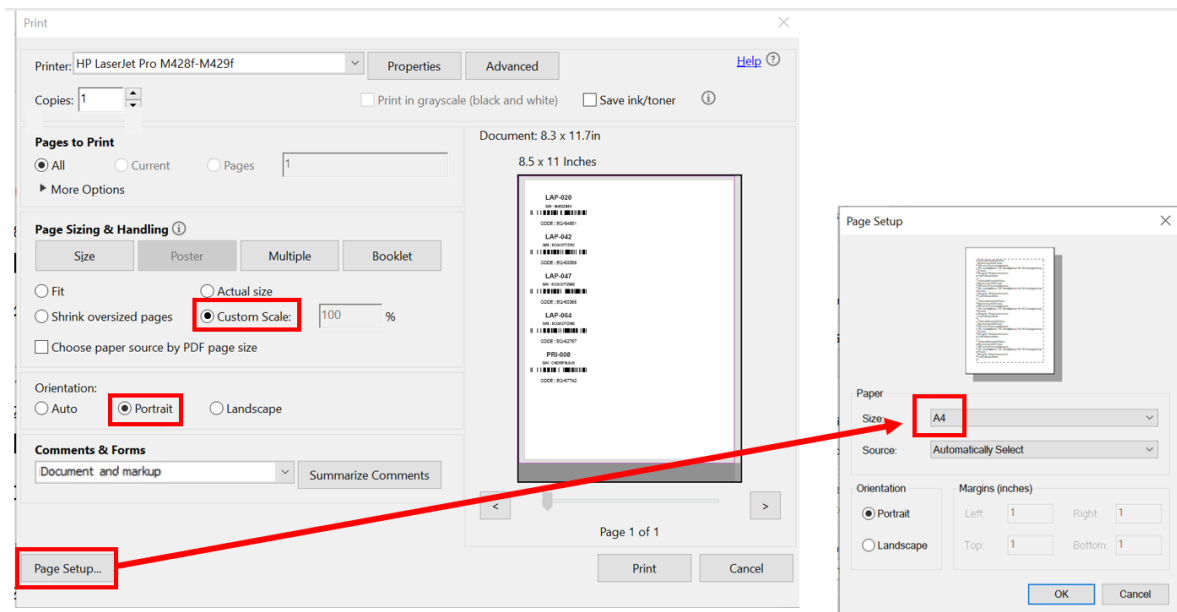 Print
Printer: HP LaserJet Pro M428f-M429f Properties Advanced Help
Copies: 1 Print in grayscale (black and white) Save ink/toner
Pages to Print
All Current Pages 1
More Options
Page Sizing & Handling
Size Poster Multiple Booklet
Fit Actual size
Shrink oversized pages Custom Scale: 100 %
Choose paper source by PDF page size
Orientation:
Auto Portrait Landscape
Comments & Forms
Document and markup Summarize Comments
Page Setup...
Document: 8.3 x 11.7in
8.5 x 11 Inches
LAP-020
LAP-042
LAP-047
LAP-064
PRI-008
< >
Page 1 of 1
Print Cancel
Page Setup
Paper
Size: A4
Source: Automatically Select
Orientation Margins (inches)
Portrait Left: 1 Right: 1
Landscape Top: 1 Bottom: 1
OK Cancel